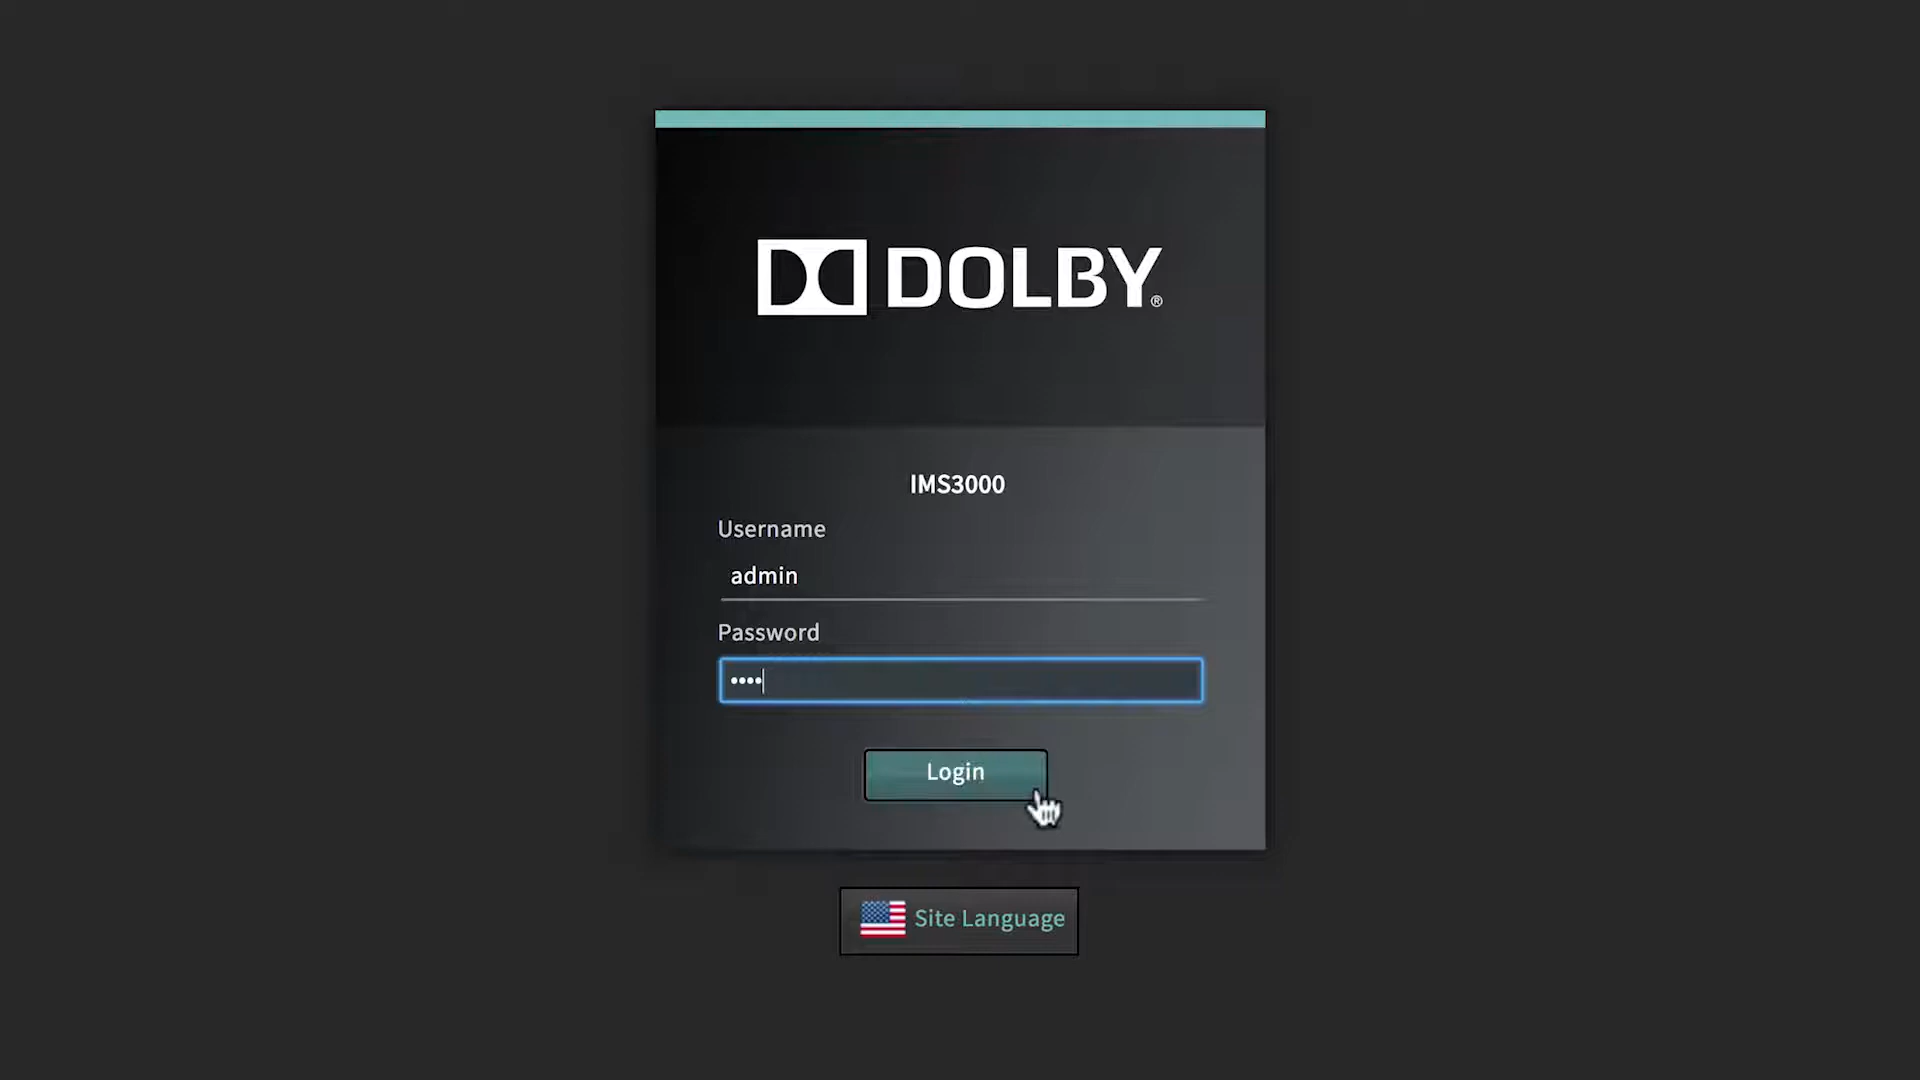 DOLBY®
IMS3000
Username
admin
Password
••••
Login
Site Language